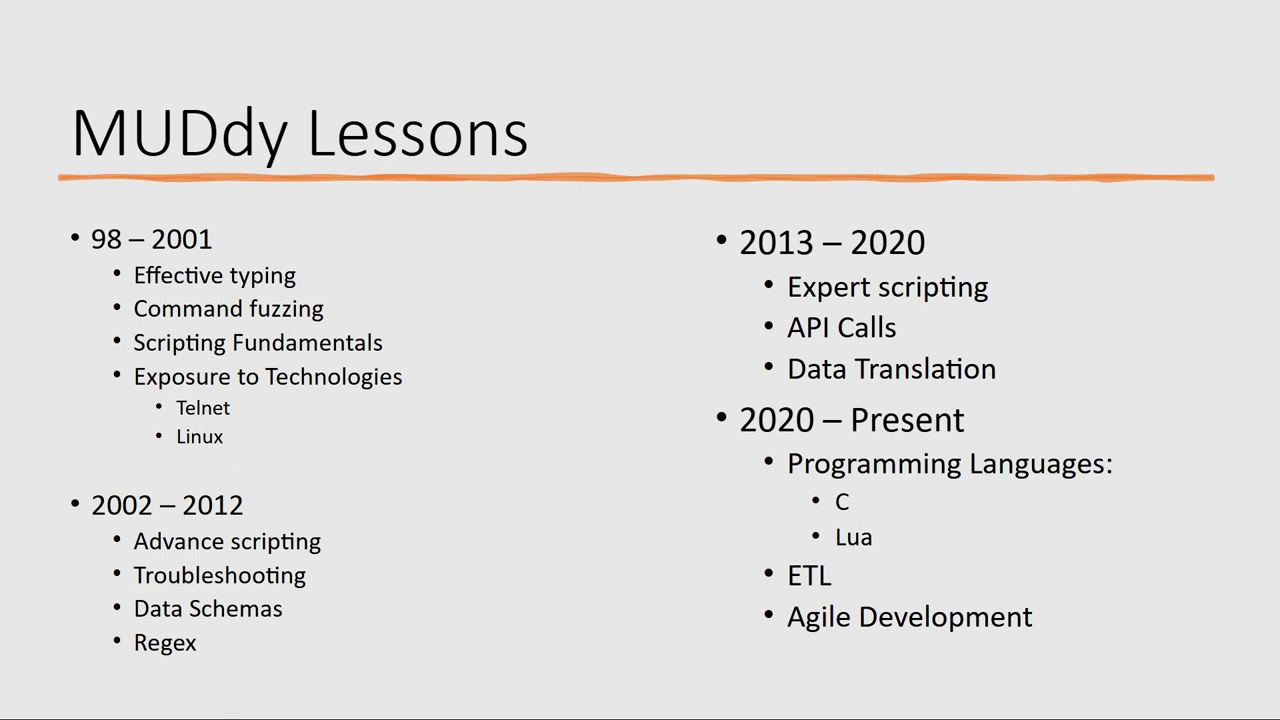 MUDdy Lessons
• 98 – 2001
• Effective typing
• Command fuzzing
• Scripting Fundamentals
• Exposure to Technologies
• Telnet
• Linux
• 2002 – 2012
• Advance scripting
• Troubleshooting
• Data Schemas
• Regex
• 2013 – 2020
• Expert scripting
• API Calls
• Data Translation
• 2020 – Present
• Programming Languages:
• C
• Lua
• ETL
• Agile Development